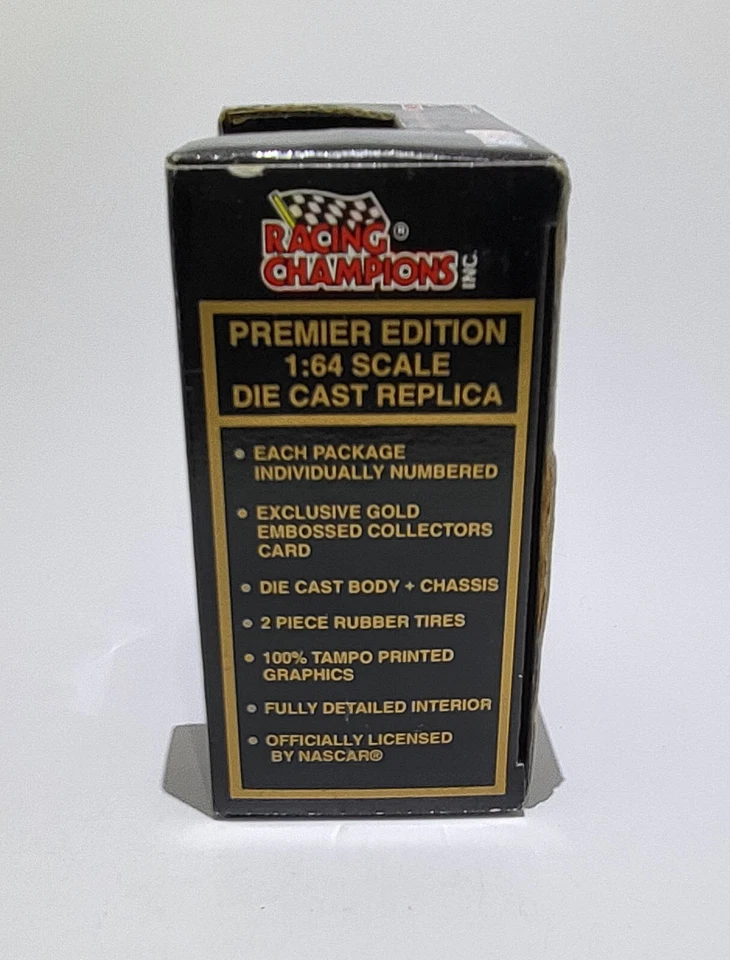 RACING ®
CHAMPIONS INC.
PREMIER EDITION
1:64 SCALE
DIE CAST REPLICA
• EACH PACKAGE
INDIVIDUALLY NUMBERED
• EXCLUSIVE GOLD
EMBOSSED COLLECTORS
CARD
• DIE CAST BODY + CHASSIS
• 2 PIECE RUBBER TIRES
• 100% TAMPO PRINTED
GRAPHICS
• FULLY DETAILED INTERIOR
• OFFICIALLY LICENSED
BY NASCAR®